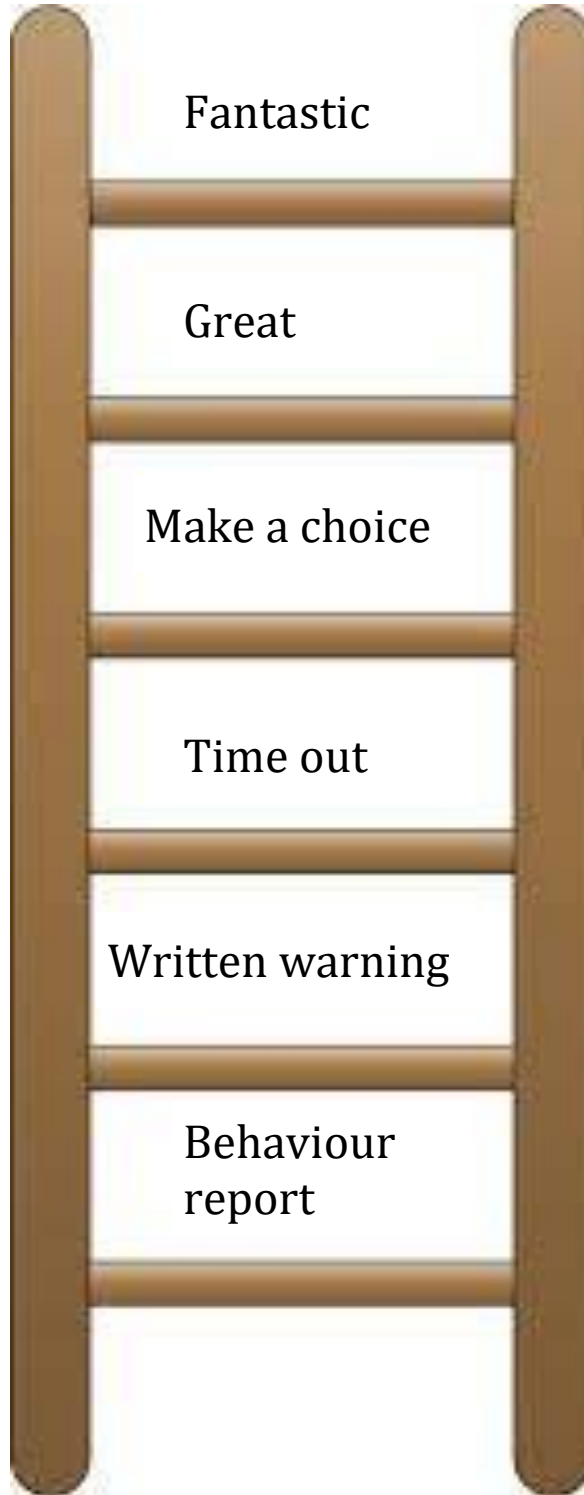 Fantastic
Great
Make a choice
Time out
Written warning
Behaviour
report